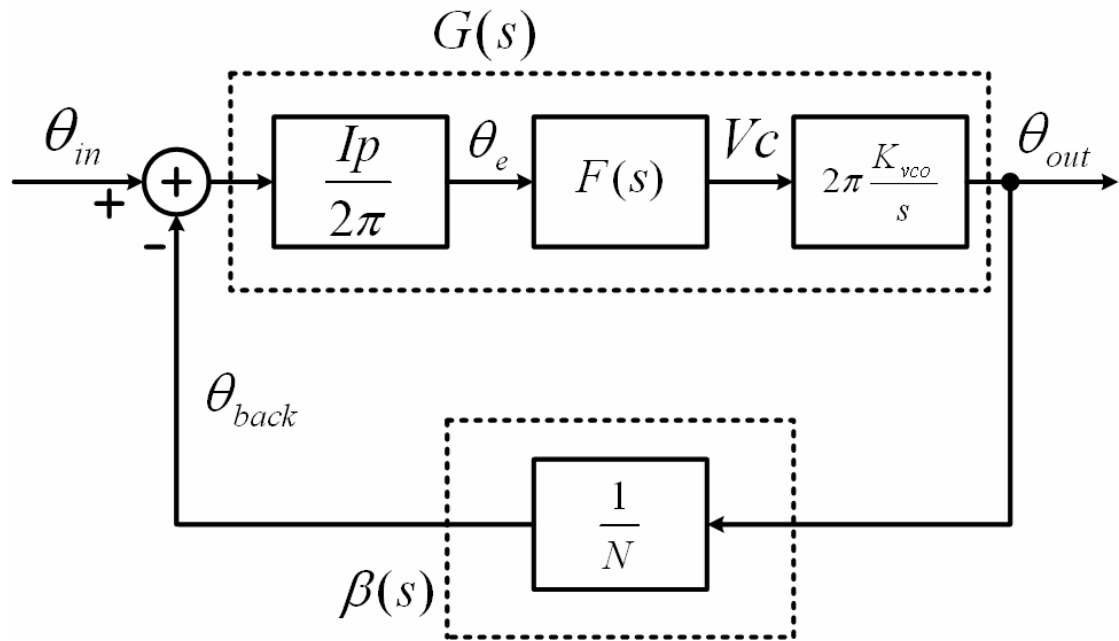 G(s)
θ_in
+
+
-
Ip/2π
θ_e
F(s)
Vc
2π K_vco/s
θ_out
θ_back
1/N
β(s)